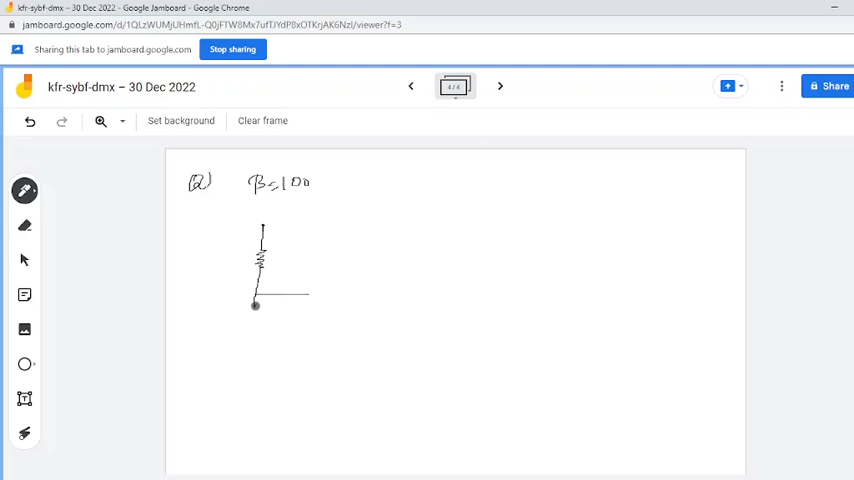 kfr-sybf-dmx - 30 Dec 2022 - Google Jamboard - Google Chrome
jamboard.google.com/d/1QLzWUMjUHmfL-Q0jFTW8Mx7ufTJYdP8xOTKrjAK6NzI/viewer?f=3
Sharing this tab to jamboard.google.com Stop sharing
kfr-sybf-dmx – 30 Dec 2022 4 / 4 Share
Set background Clear frame
Q) β=100
T